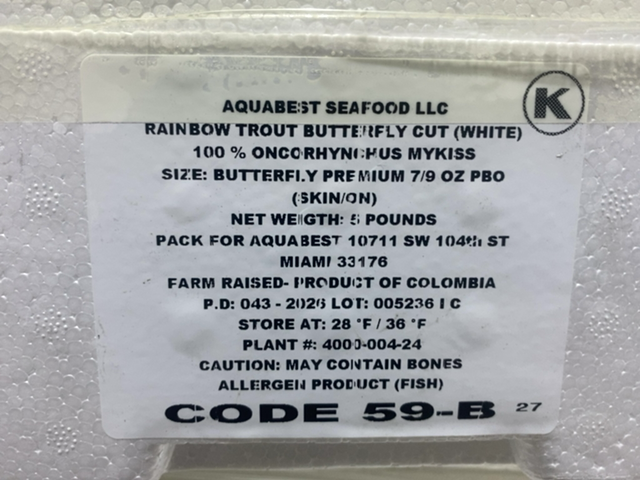 AQUABEST SEAFOOD LLC
K
RAINBOW TROUT BUTTERFLY CUT (WHITE)
100 % ONCORHYNCHUS MYKISS
SIZE: BUTTERFLY PREMIUM 7/9 OZ PBO
(SKIN/ON)
NET WEIGTH: 5 POUNDS
PACK FOR AQUABEST 10711 SW 104th ST
MIAMI 33176
FARM RAISED- PRODUCT OF COLOMBIA
P.D: 043 - 2026 LOT: 005236 I C
STORE AT: 28 °F / 36 °F
PLANT #: 4000-004-24
CAUTION: MAY CONTAIN BONES
ALLERGEN PRODUCT (FISH)
CODE 59-B 27